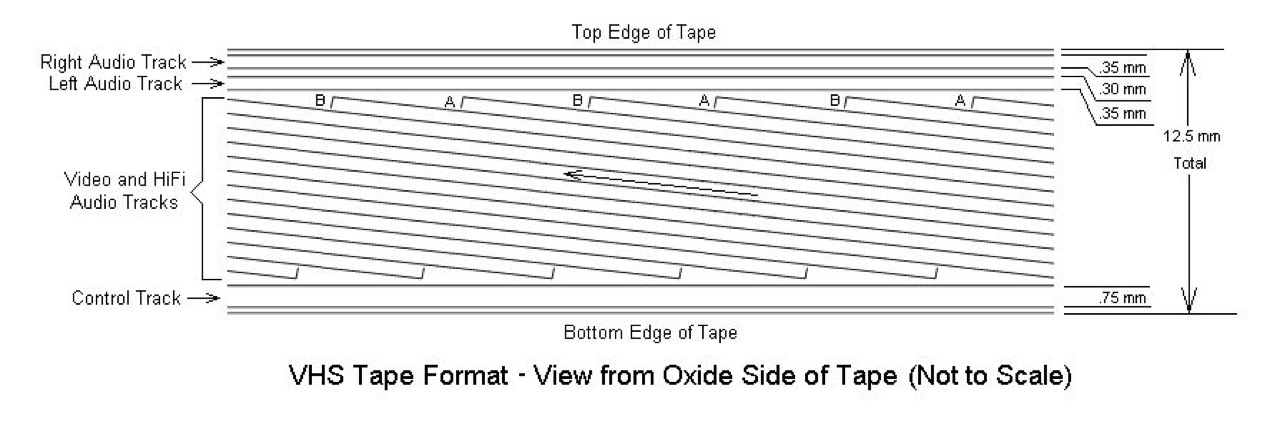 Top Edge of Tape
Right Audio Track
Left Audio Track
.35 mm
.30 mm
.35 mm
B A B A B A
12.5 mm
Total
Video and HiFi
Audio Tracks
Control Track
.75 mm
Bottom Edge of Tape
VHS Tape Format - View from Oxide Side of Tape (Not to Scale)